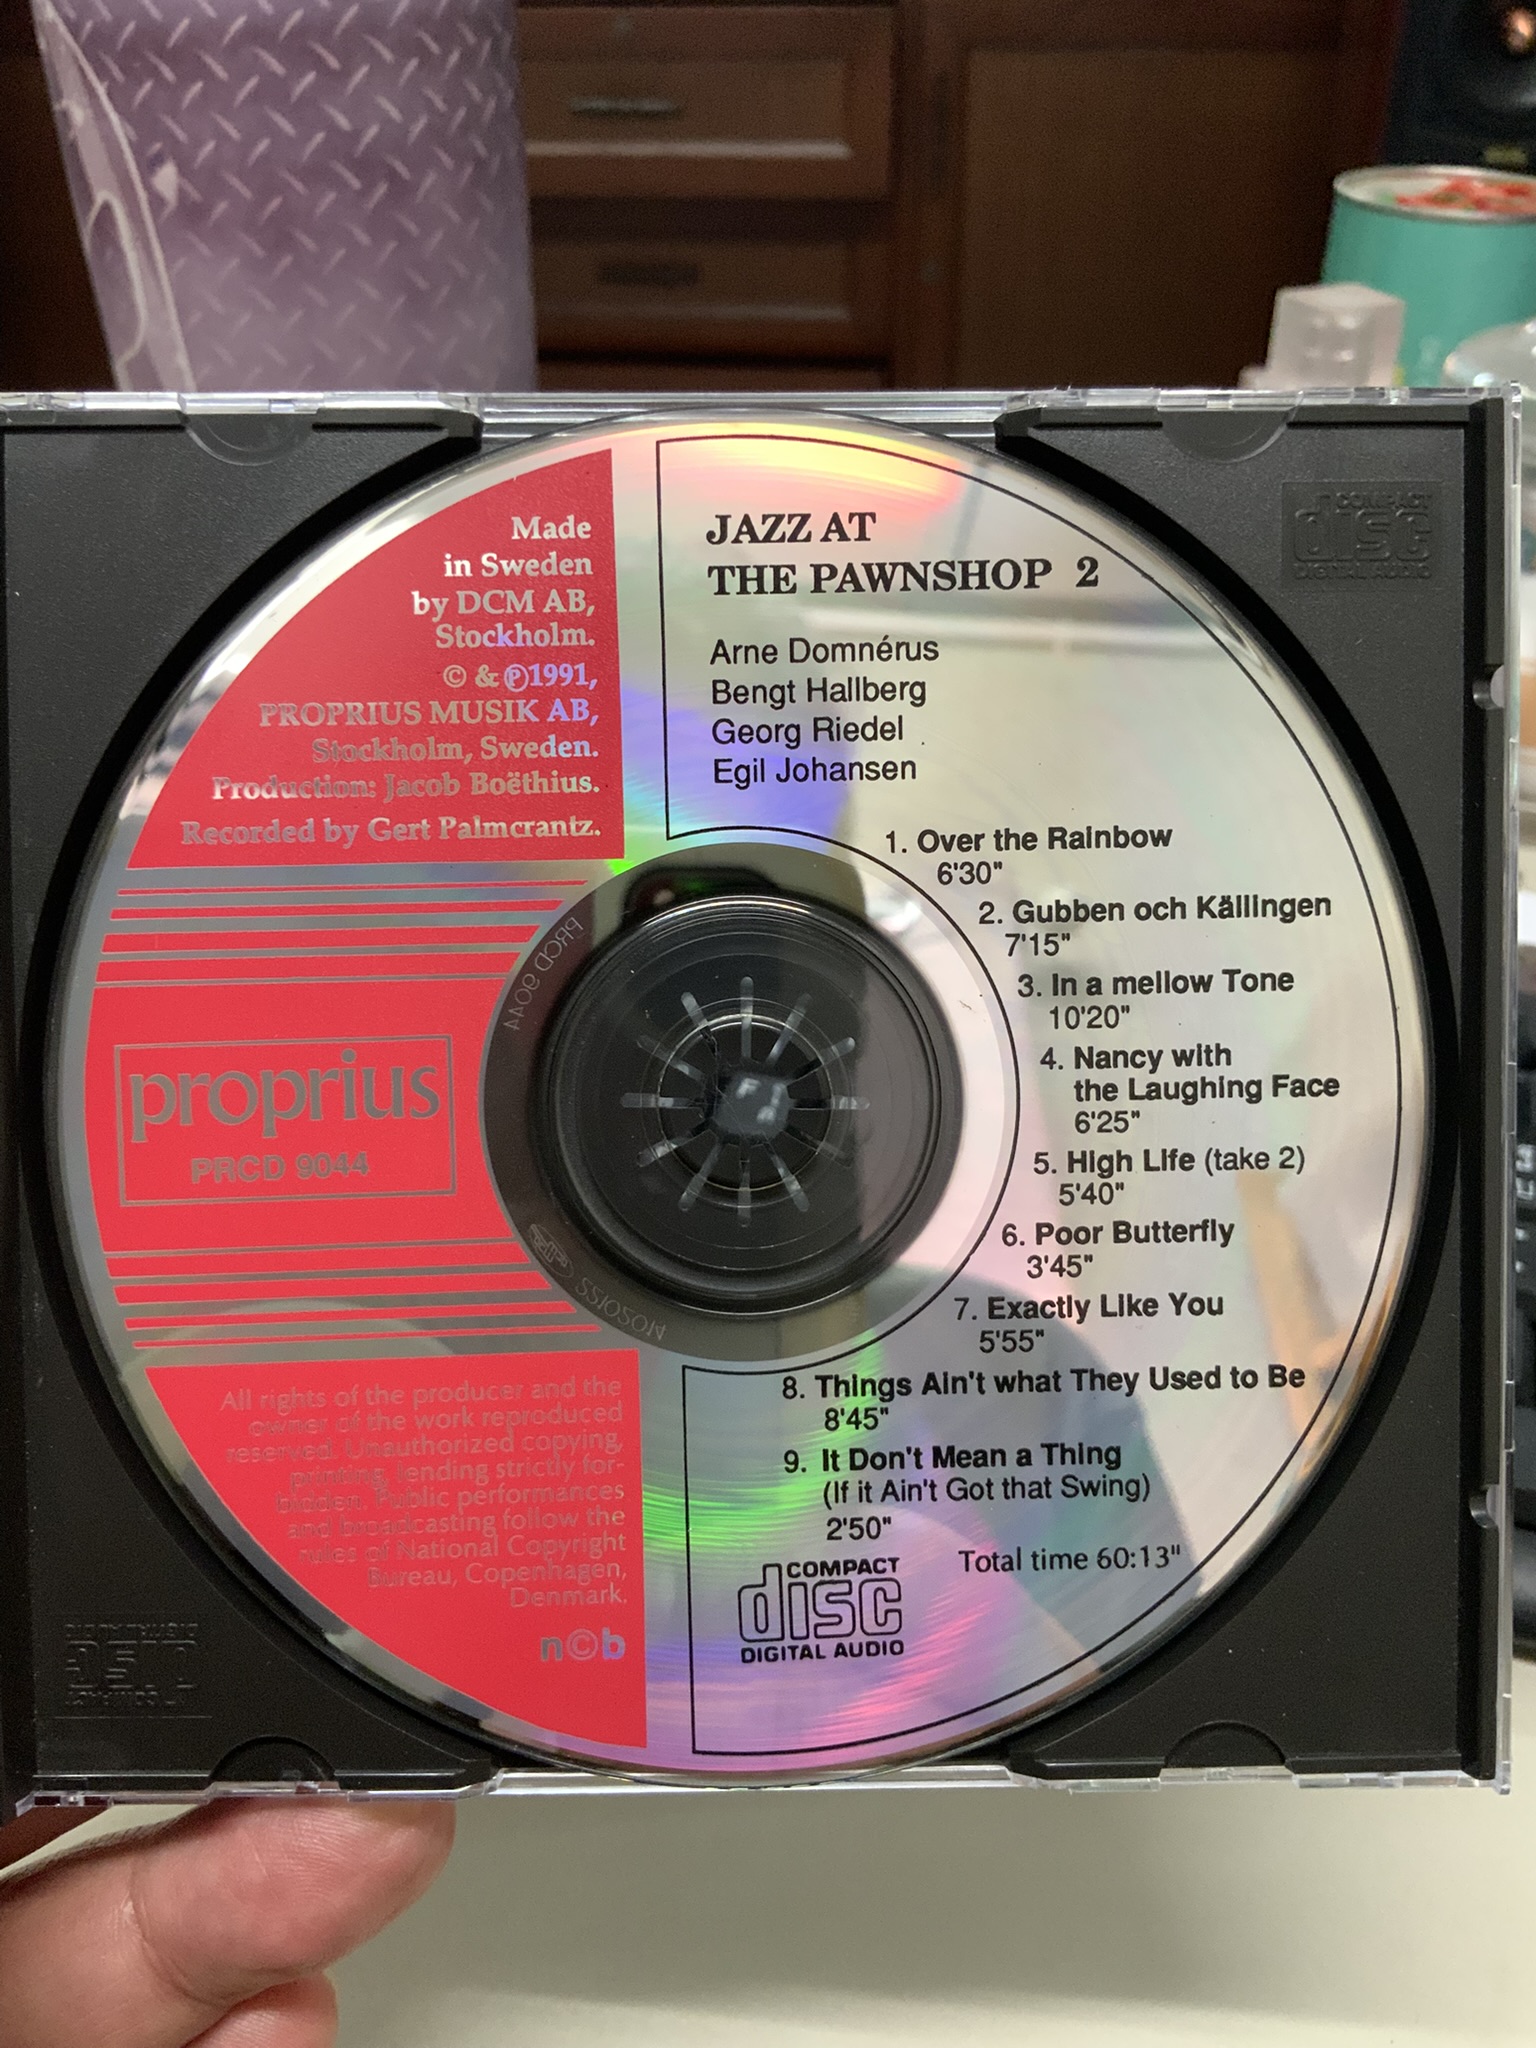 Made
in Sweden
by DCM AB,
Stockholm.
© & ℗1991,
PROPRIUS MUSIK AB,
Stockholm, Sweden.
Production: Jacob Boëthius.
Recorded by Gert Palmcrantz.
proprius
PRCD 9044
All rights of the producer and the
owner of the work reproduced
reserved. Unauthorized copying,
printing, lending strictly for-
bidden. Public performances
and broadcasting follow the
rules of National Copyright
Bureau, Copenhagen,
Denmark.
n©b
JAZZ AT
THE PAWNSHOP 2
Arne Domnérus
Bengt Hallberg
Georg Riedel
Egil Johansen
1. Over the Rainbow
6'30"
2. Gubben och Källingen
7'15"
3. In a mellow Tone
10'20"
4. Nancy with
the Laughing Face
6'25"
5. High Life (take 2)
5'40"
6. Poor Butterfly
3'45"
7. Exactly Like You
5'55"
8. Things Ain't what They Used to Be
8'45"
9. It Don't Mean a Thing
(If it Ain't Got that Swing)
2'50"
Total time 60:13"
COMPACT
disc
DIGITAL AUDIO
PRCD 9044
COMPACT
disc
DIGITAL AUDIO
COMPACT
disc
DIGITAL AUDIO